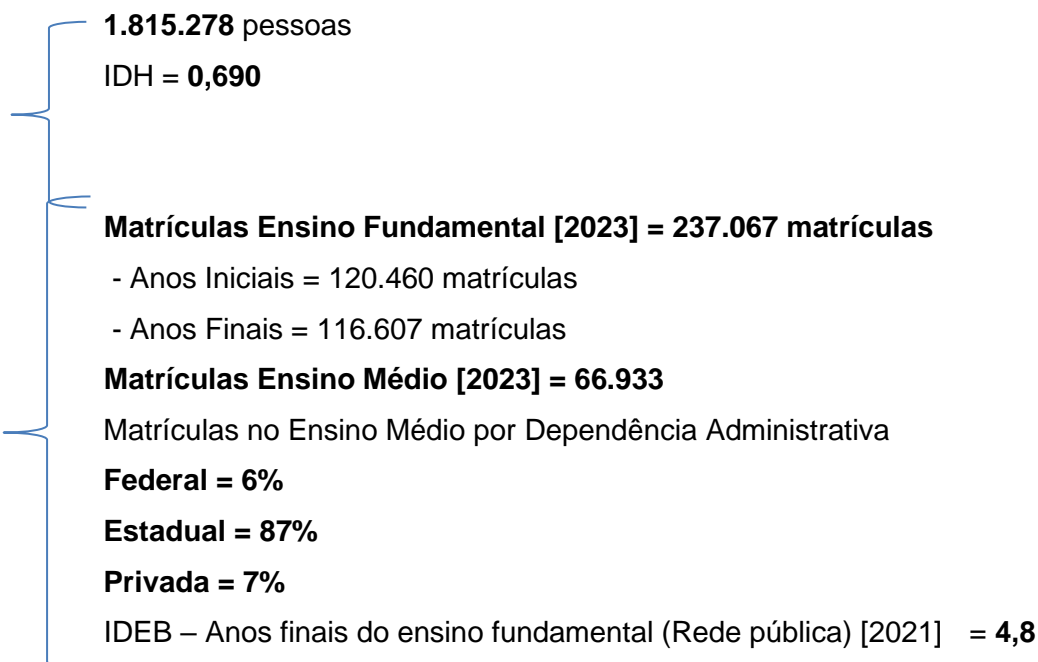 1.815.278 pessoas
IDH = 0,690
Matrículas Ensino Fundamental [2023] = 237.067 matrículas
- Anos Iniciais = 120.460 matrículas
- Anos Finais = 116.607 matrículas
Matrículas Ensino Médio [2023] = 66.933
Matrículas no Ensino Médio por Dependência Administrativa
Federal = 6%
Estadual = 87%
Privada = 7%
IDEB – Anos finais do ensino fundamental (Rede pública) [2021] = 4,8